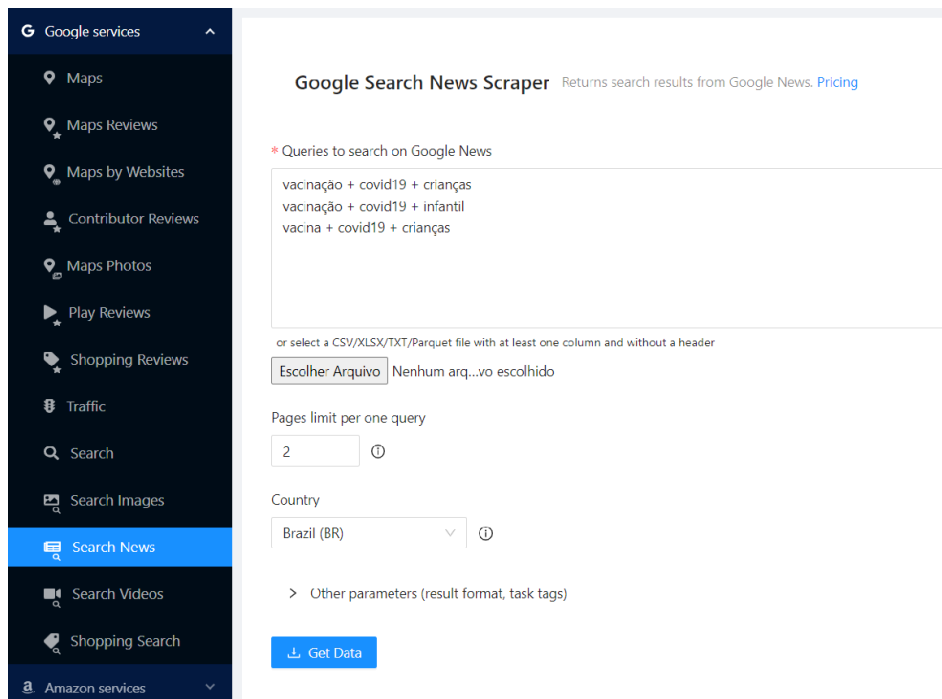 Google services
Maps
Maps Reviews
Maps by Websites
Contributor Reviews
Maps Photos
Play Reviews
Shopping Reviews
Traffic
Search
Search Images
Search News
Search Videos
Shopping Search
Amazon services
Google Search News Scraper Returns search results from Google News. Pricing
* Queries to search on Google News
vacinação + covid19 + crianças
vacinação + covid19 + infantil
vacina + covid19 + crianças
or select a CSV/XLSX/TXT/Parquet file with at least one column and without a header
Escolher Arquivo Nenhum arq...vo escolhido
Pages limit per one query
2
Country
Brazil (BR)
Other parameters (result format, task tags)
Get Data